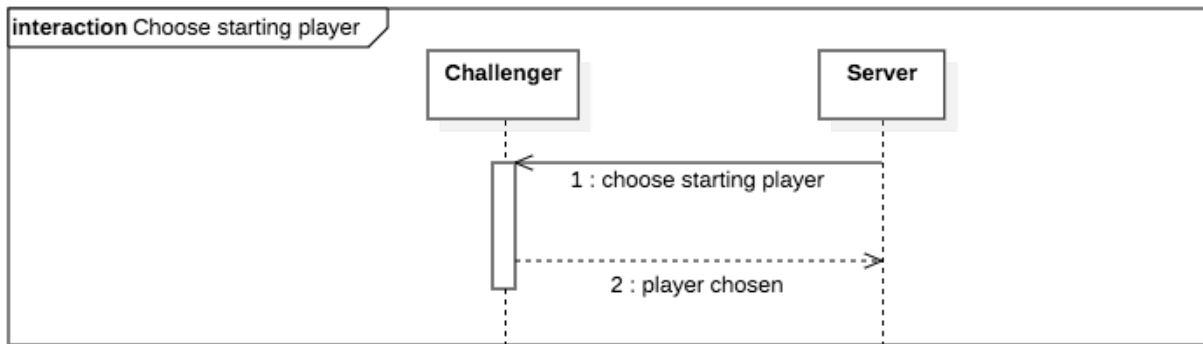 interaction Choose starting player
Challenger
Server
1 : choose starting player
2 : player chosen